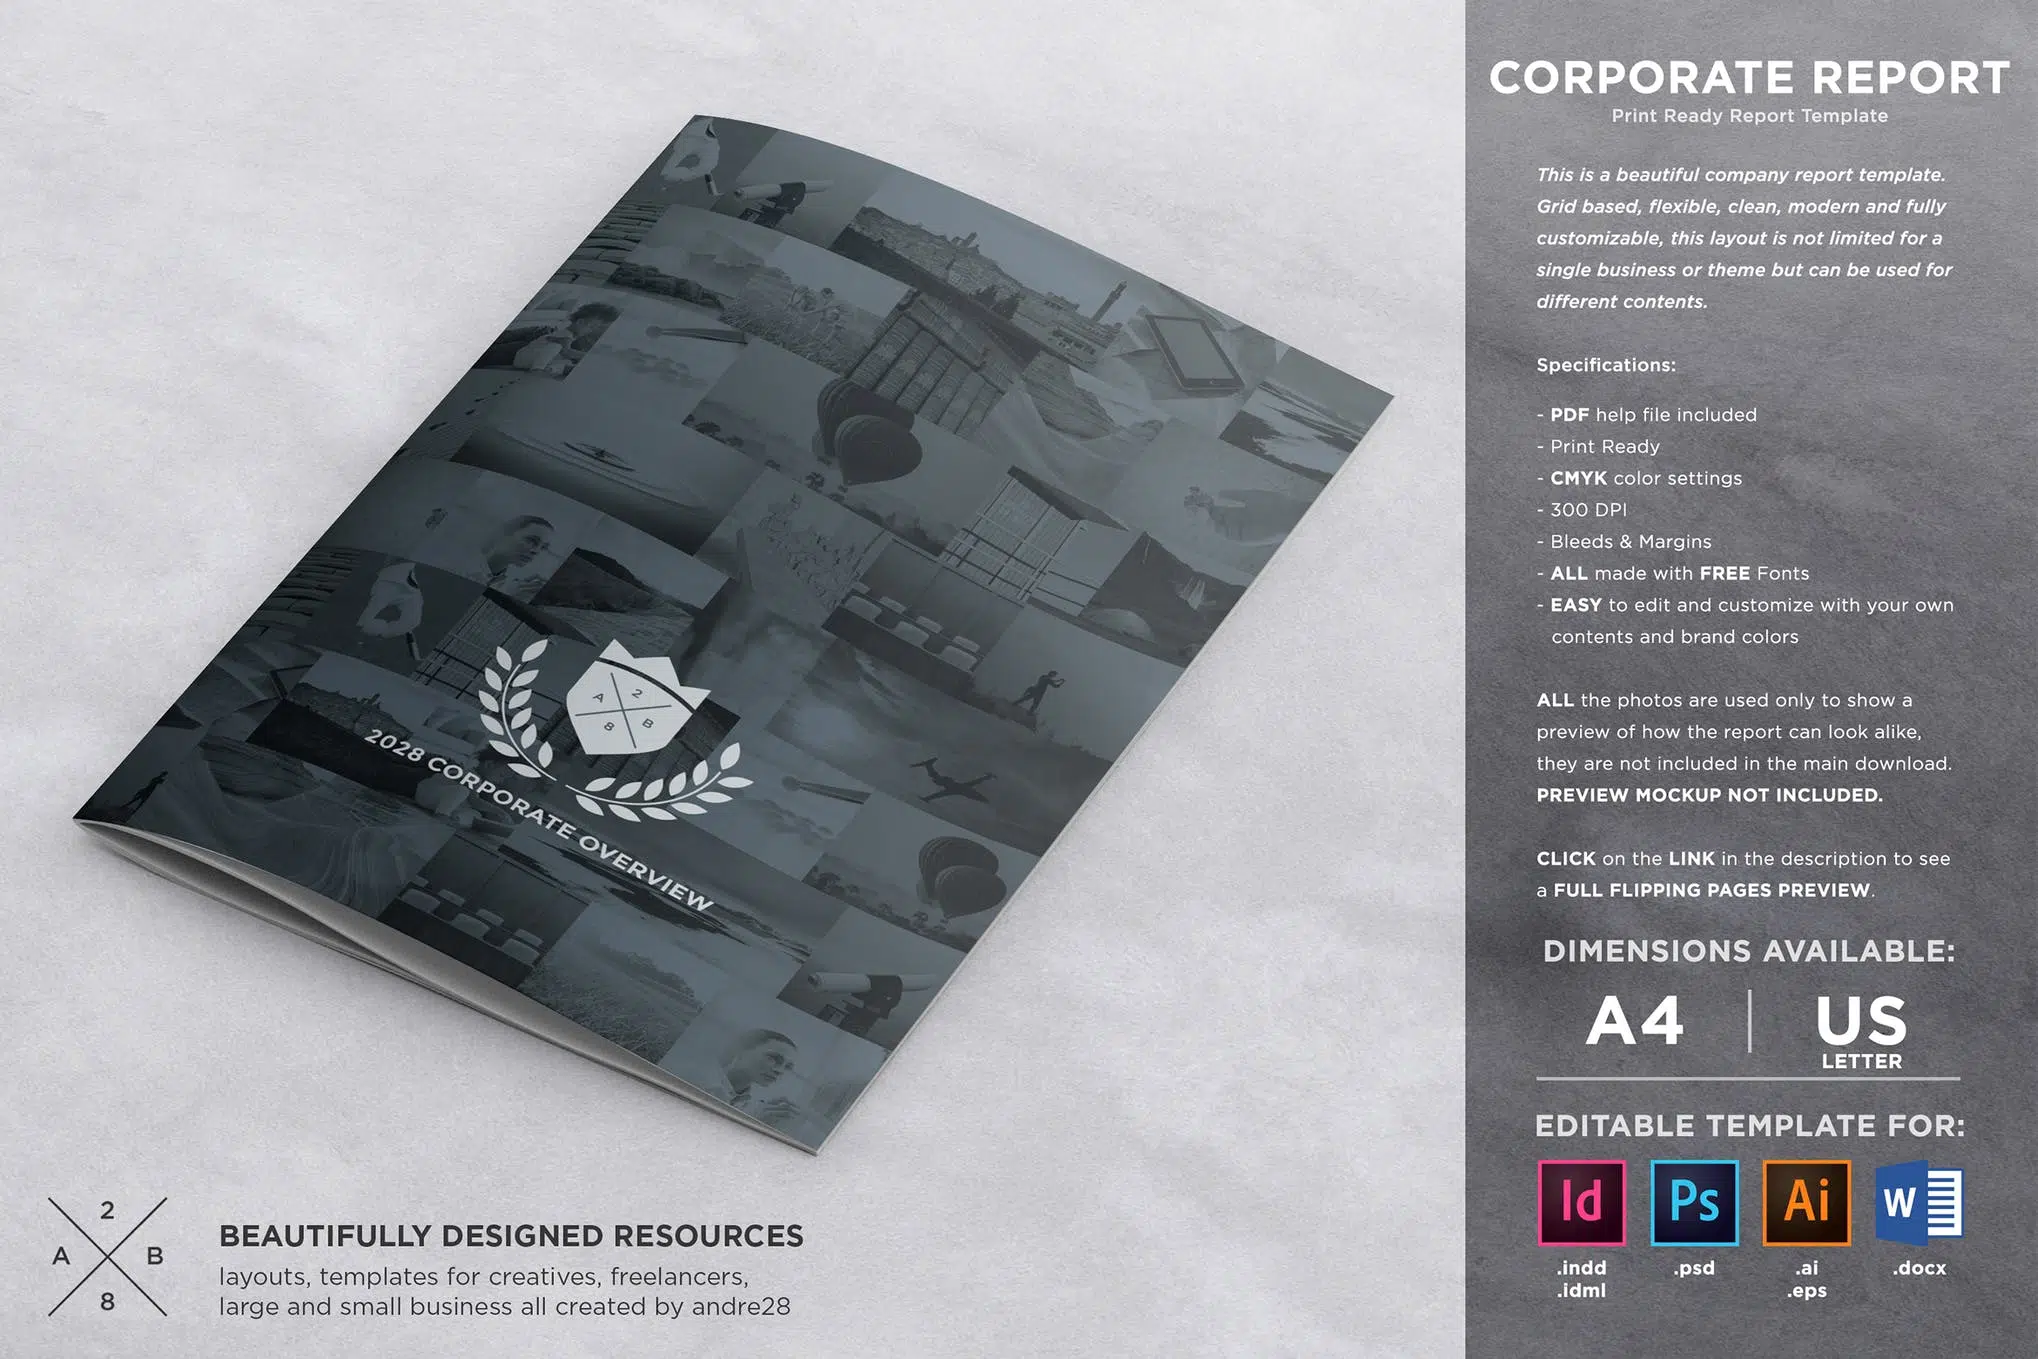 CORPORATE REPORT
Print Ready Report Template
This is a beautiful company report template.
Grid based, flexible, clean, modern and fully
customizable, this layout is not limited for a
single business or theme but can be used for
different contents.
Specifications:
- PDF help file included
- Print Ready
- CMYK color settings
- 300 DPI
- Bleeds & Margins
- ALL made with FREE Fonts
- EASY to edit and customize with your own
contents and brand colors
ALL the photos are used only to show a
preview of how the report can look alike,
they are not included in the main download.
PREVIEW MOCKUP NOT INCLUDED.
CLICK on the LINK in the description to see
a FULL FLIPPING PAGES PREVIEW.
DIMENSIONS AVAILABLE:
A4 | US
LETTER
EDITABLE TEMPLATE FOR:
Id Ps Ai W
.indd .psd .ai .docx
.idml .eps
2
A B
8
2028 CORPORATE OVERVIEW
2
A B
8
BEAUTIFULLY DESIGNED RESOURCES
layouts, templates for creatives, freelancers,
large and small business all created by andre28